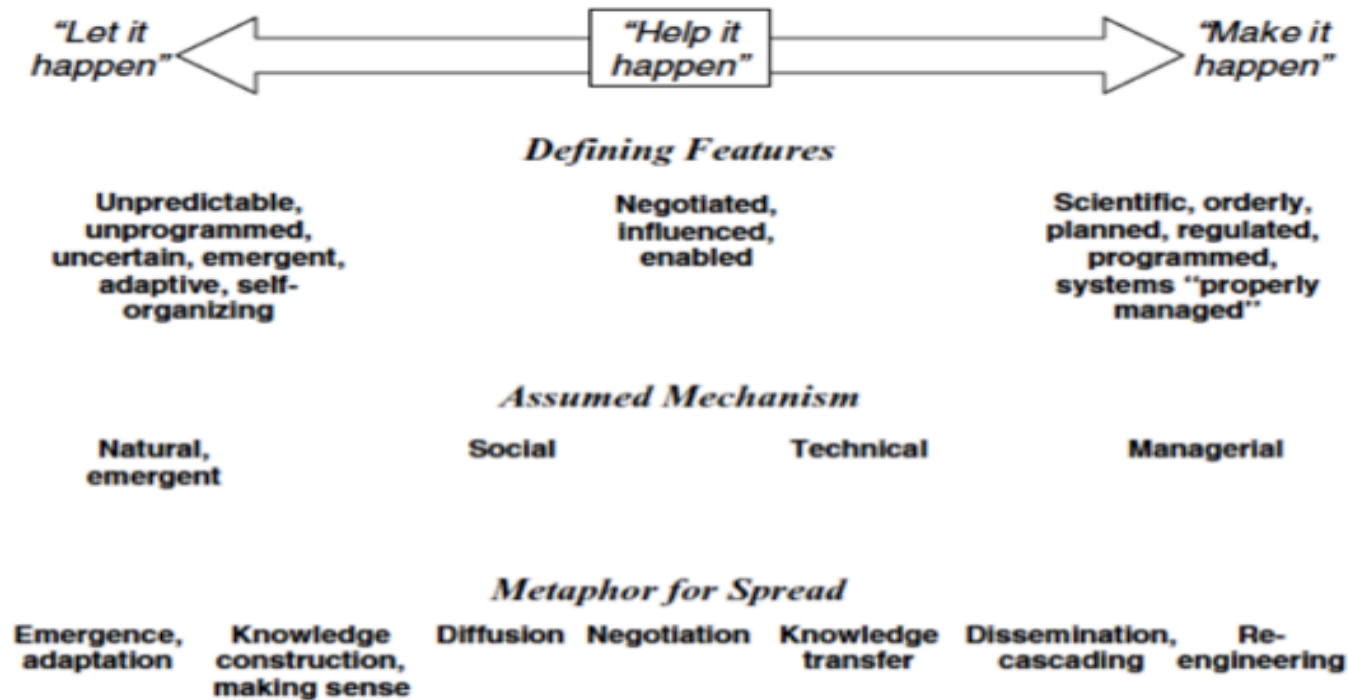 "Let it
happen"
"Help it
happen"
"Make it
happen"
Defining Features
Unpredictable,
unprogrammed,
uncertain, emergent,
adaptive, self-
organizing
Negotiated,
influenced,
enabled
Scientific, orderly,
planned, regulated,
programmed,
systems “properly
managed”
Assumed Mechanism
Natural,
emergent
Social
Technical
Managerial
Metaphor for Spread
Emergence,
adaptation
Knowledge
construction,
making sense
Diffusion
Negotiation
Knowledge
transfer
Dissemination,
cascading
Re-
engineering